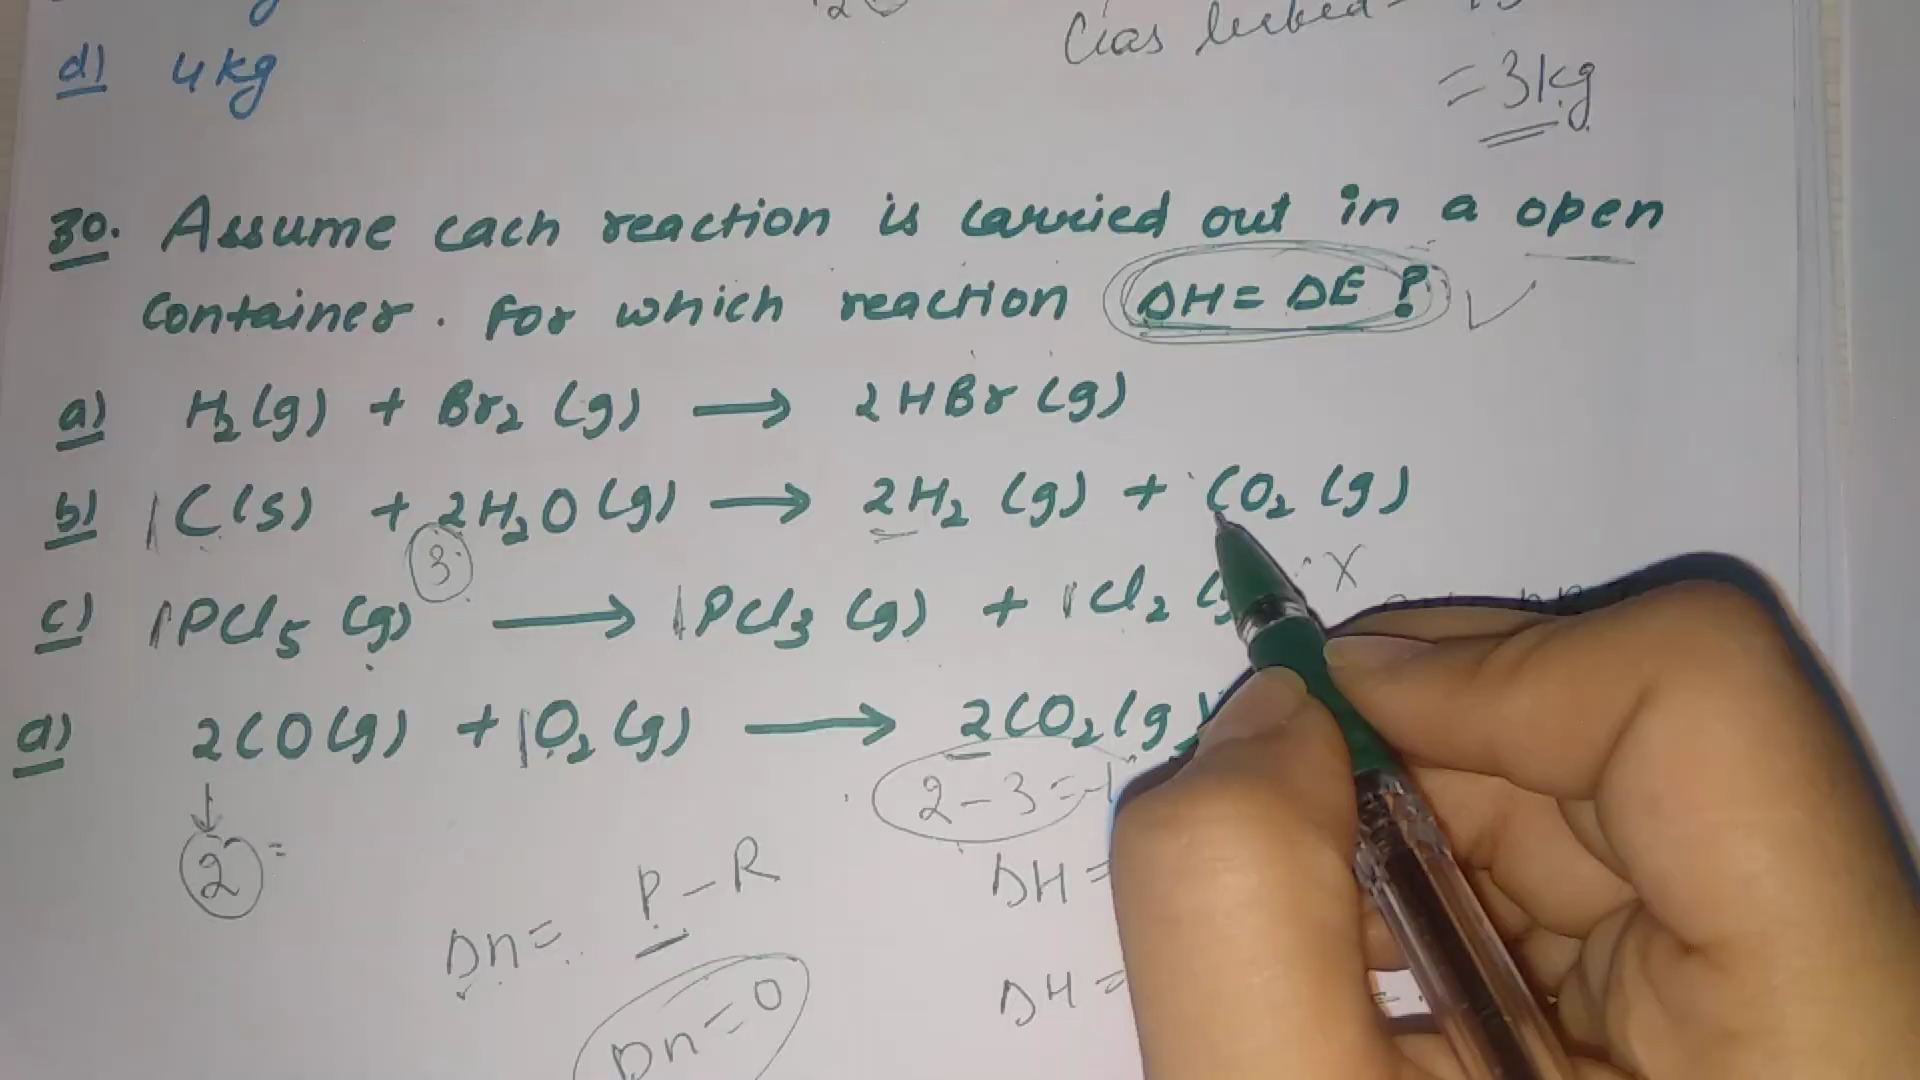 d) 4kg
= 3kg
30. Assume each reaction is carried out in a open
container. For which reaction ΔH = ΔE ?
a) H2(g) + Br2 (g) → 2HBr(g)
b) 1C(s) + 2H2O(g) → 2H2 (g) + CO2 (g)
3
X
c) 1PCl5 (g) → 1PCl3 (g) + 1Cl2
d) 2CO(g) + 1O2(g) → 2CO2(g)
2 - 3 = -1
2 =
Δn = P - R
ΔH =
Δn = 0
ΔH =